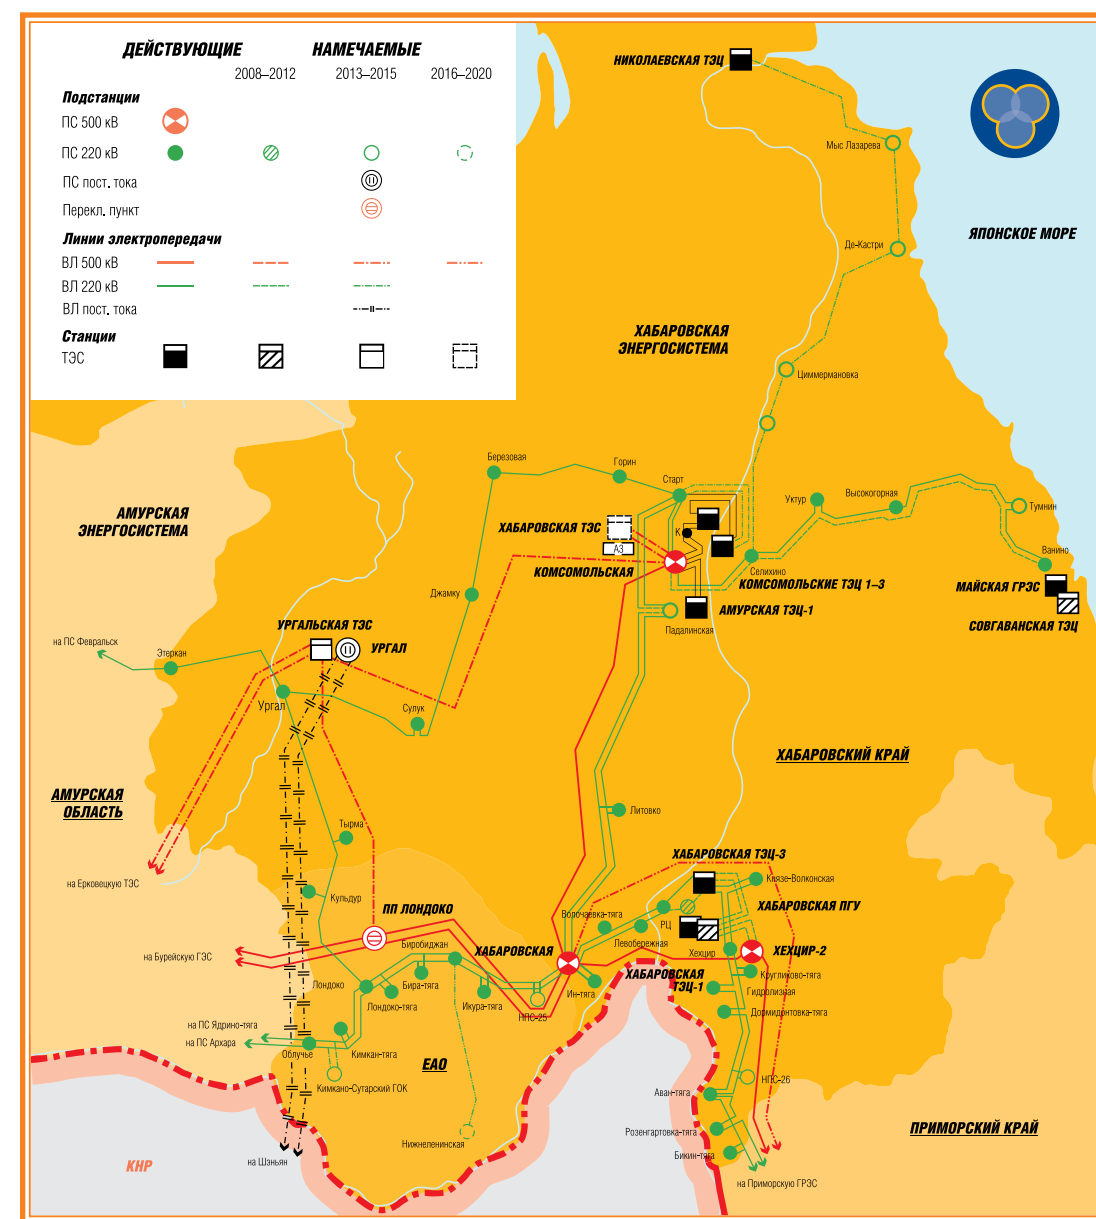 ДЕЙСТВУЮЩИЕ
НАМЕЧАЕМЫЕ
2008–2012
2013–2015
2016–2020
Подстанции
ПС 500 кВ
ПС 220 кВ
ПС пост. тока
Перекл. пункт
Линии электропередачи
ВЛ 500 кВ
ВЛ 220 кВ
ВЛ пост. тока
Станции
ТЭС
НИКОЛАЕВСКАЯ ТЭЦ
Мыс Лазарева
ЯПОНСКОЕ МОРЕ
Де-Кастри
ХАБАРОВСКАЯ
ЭНЕРГОСИСТЕМА
Циммермановка
Березовая
Горин
Старт
АМУРСКАЯ
ЭНЕРГОСИСТЕМА
Уктур
Высокогорная
Тумнин
ХАБАРОВСКАЯ ТЭС
К
АЗ
Ванино
КОМСОМОЛЬСКАЯ
Селихино
КОМСОМОЛЬСКИЕ ТЭЦ 1–3
МАЙСКАЯ ГРЭС
Джамку
АМУРСКАЯ ТЭЦ-1
СОВГАВАНСКАЯ ТЭЦ
Падалинская
УРГАЛЬСКАЯ ТЭС
УРГАЛ
на ПС Февральск
Этеркан
Ургал
Сулук
ХАБАРОВСКИЙ КРАЙ
АМУРСКАЯ
ОБЛАСТЬ
Тырма
Литовко
ХАБАРОВСКАЯ ТЭЦ-3
на Ерковецкую ТЭС
Князе-Волконская
Кульдур
ХАБАРОВСКАЯ ПГУ
ПП ЛОНДОКО
Волочаевка-тяга
РЦ
Левобережная
на Бурейскую ГЭС
Биробиджан
ХАБАРОВСКАЯ
Хехцир
ХЕХЦИР-2
Лондоко
Бира-тяга
Икура-тяга
Ин-тяга
ХАБАРОВСКАЯ
ТЭЦ-1
Кругликово-тяга
Гидролизная
Лондоко-тяга
НПС-25
Дормидонтовка-тяга
на ПС Ядрино-тяга
на ПС Архара
Облучье
Кимкан-тяга
ЕАО
Кимкано-Сутарский ГОК
НПС-26
Аван-тяга
Розенгартовка-тяга
Нижнеленинская
ПРИМОРСКИЙ КРАЙ
Бикин-тяга
КНР
на Шэньян
на Приморскую ГРЭС